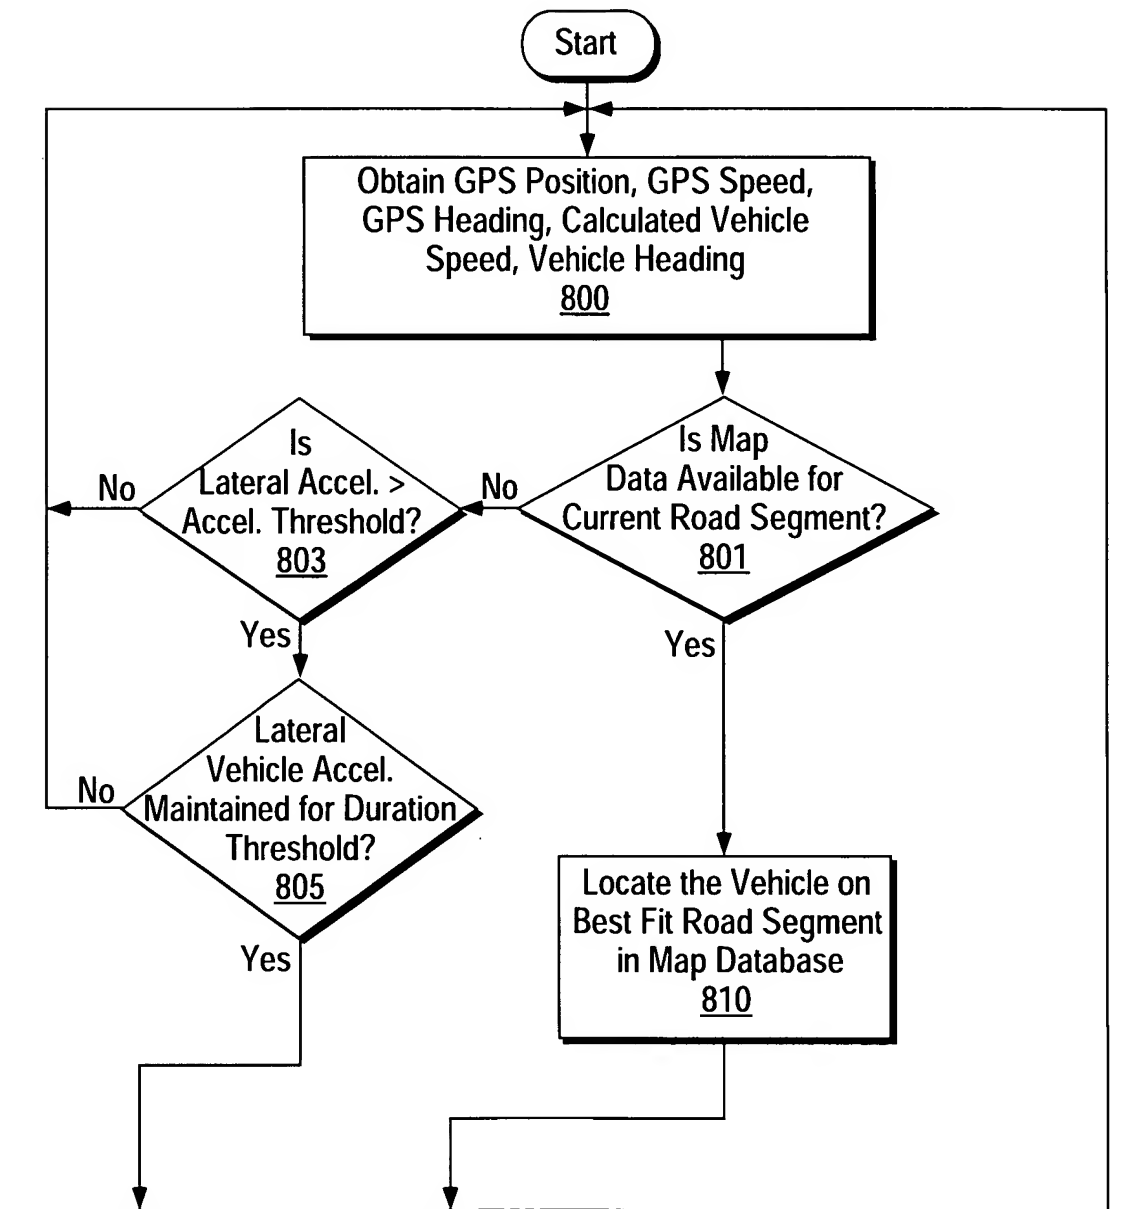 Start
Obtain GPS Position, GPS Speed,
GPS Heading, Calculated Vehicle
Speed, Vehicle Heading
800
Is Map
Data Available for
Current Road Segment?
801
No
Yes
Is
Lateral Accel. >
Accel. Threshold?
803
No
Yes
Lateral
Vehicle Accel.
Maintained for Duration
Threshold?
805
No
Yes
Locate the Vehicle on
Best Fit Road Segment
in Map Database
810